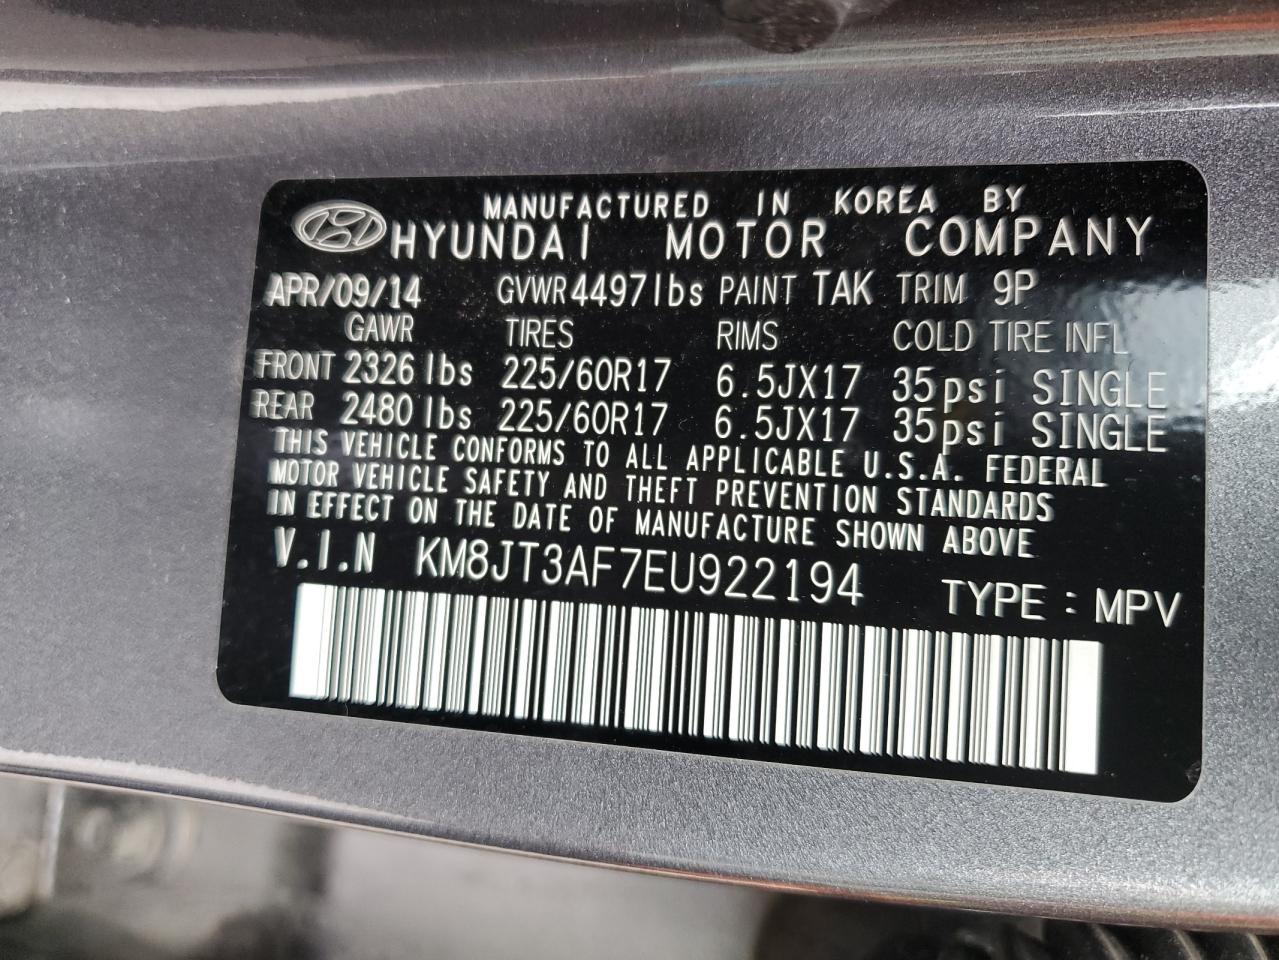 MANUFACTURED IN KOREA BY
HYUNDAI MOTOR COMPANY
APR/09/14 GVWR 4497lbs PAINT TAK TRIM 9P
GAWR TIRES RIMS COLD TIRE INFL
FRONT 2326 lbs 225/60R17 6.5JX17 35psi SINGLE
REAR 2480 lbs 225/60R17 6.5JX17 35psi SINGLE
THIS VEHICLE CONFORMS TO ALL APPLICABLE U.S.A. FEDERAL
MOTOR VEHICLE SAFETY AND THEFT PREVENTION STANDARDS
IN EFFECT ON THE DATE OF MANUFACTURE SHOWN ABOVE
V.I.N KM8JT3AF7EU922194 TYPE : MPV